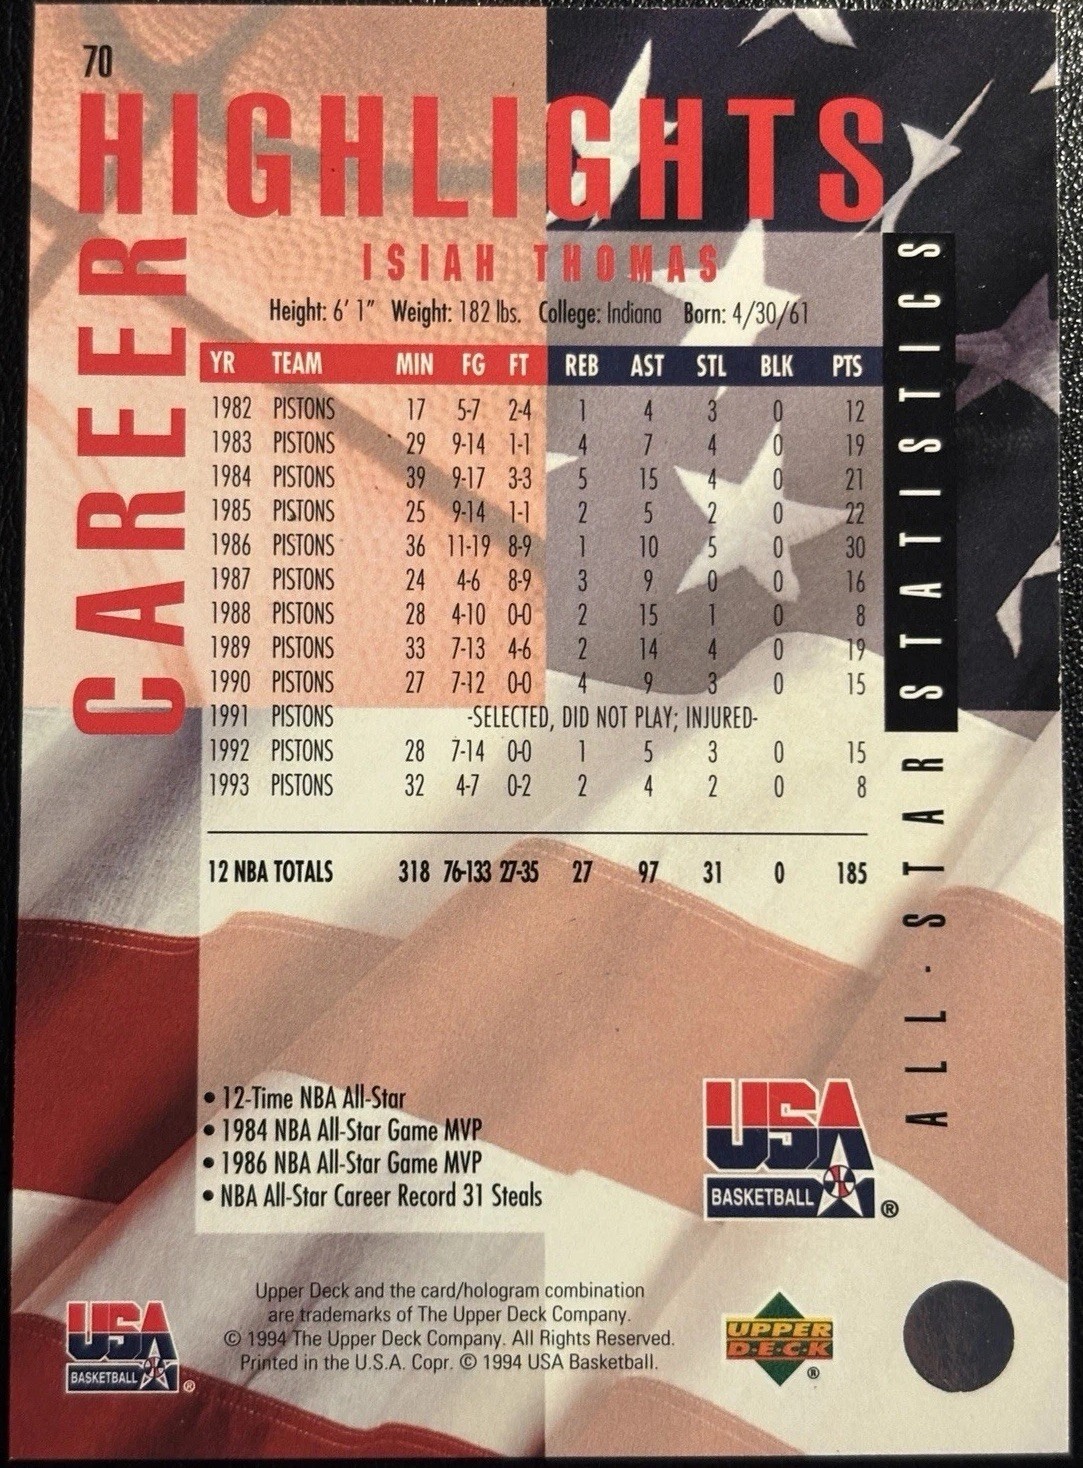 70
CAREER HIGHLIGHTS
ISIAH THOMAS
Height: 6' 1" Weight: 182 lbs. College: Indiana Born: 4/30/61
YR TEAM MIN FG FT REB AST STL BLK PTS
1982 PISTONS 17 5-7 2-4 1 4 3 0 12
1983 PISTONS 29 9-14 1-1 4 7 4 0 19
1984 PISTONS 39 9-17 3-3 5 15 4 0 21
1985 PISTONS 25 9-14 1-1 2 5 2 0 22
1986 PISTONS 36 11-19 8-9 1 10 5 0 30
1987 PISTONS 24 4-6 8-9 3 9 0 0 16
1988 PISTONS 28 4-10 0-0 2 15 1 0 8
1989 PISTONS 33 7-13 4-6 2 14 4 0 19
1990 PISTONS 27 7-12 0-0 4 9 3 0 15
1991 PISTONS -SELECTED, DID NOT PLAY; INJURED-
1992 PISTONS 28 7-14 0-0 1 5 3 0 15
1993 PISTONS 32 4-7 0-2 2 4 2 0 8
12 NBA TOTALS 318 76-133 27-35 27 97 31 0 185
ALL-STAR STATISTICS
• 12-Time NBA All-Star
• 1984 NBA All-Star Game MVP
• 1986 NBA All-Star Game MVP
• NBA All-Star Career Record 31 Steals
USA
BASKETBALL ®
Upper Deck and the card/hologram combination
are trademarks of The Upper Deck Company.
© 1994 The Upper Deck Company. All Rights Reserved.
Printed in the U.S.A. Copr. © 1994 USA Basketball.
USA
BASKETBALL ®
UPPER
D·E·C·K
®